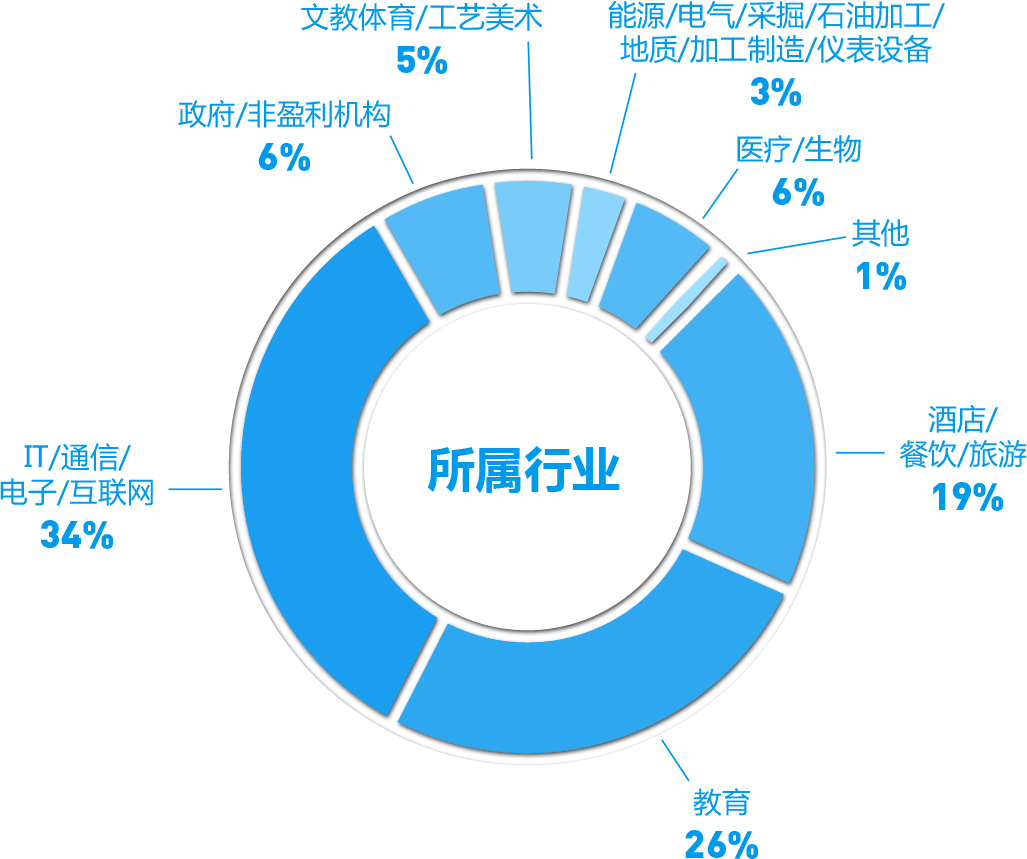 文教体育/工艺美术
5%
能源/电气/采掘/石油加工/
地质/加工制造/仪表设备
3%
政府/非盈利机构
6%
医疗/生物
6%
其他
1%
酒店/
餐饮/旅游
19%
IT/通信/
电子/互联网
34%
所属行业
教育
26%